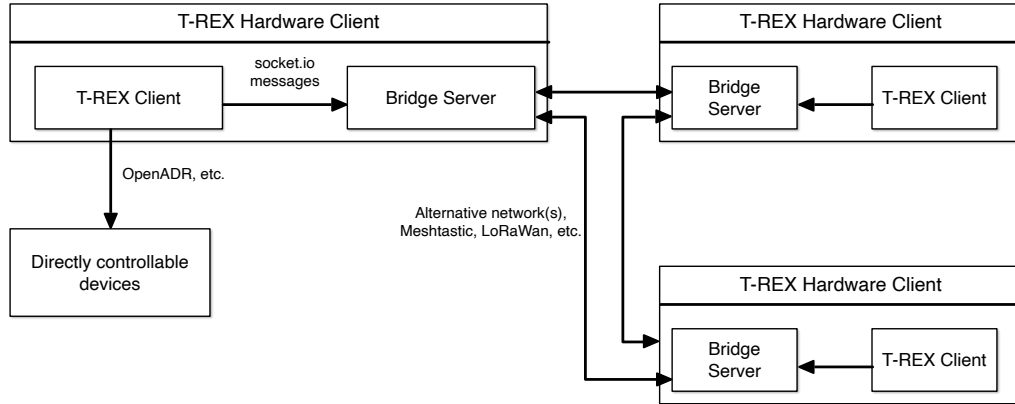 T-REX Hardware Client
T-REX Client
socket.io
messages
Bridge Server
OpenADR, etc.
Directly controllable
devices
Alternative network(s),
Meshtastic, LoRaWan, etc.
T-REX Hardware Client
Bridge
Server
T-REX Client
T-REX Hardware Client
Bridge
Server
T-REX Client